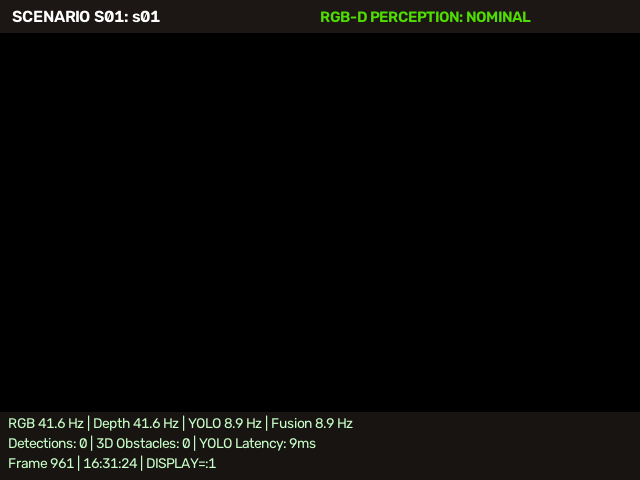 SCENARIO S01: s01
RGB-D PERCEPTION: NOMINAL
RGB 41.6 Hz | Depth 41.6 Hz | YOLO 8.9 Hz | Fusion 8.9 Hz
Detections: 0 | 3D Obstacles: 0 | YOLO Latency: 9ms
Frame 961 | 16:31:24 | DISPLAY=:1